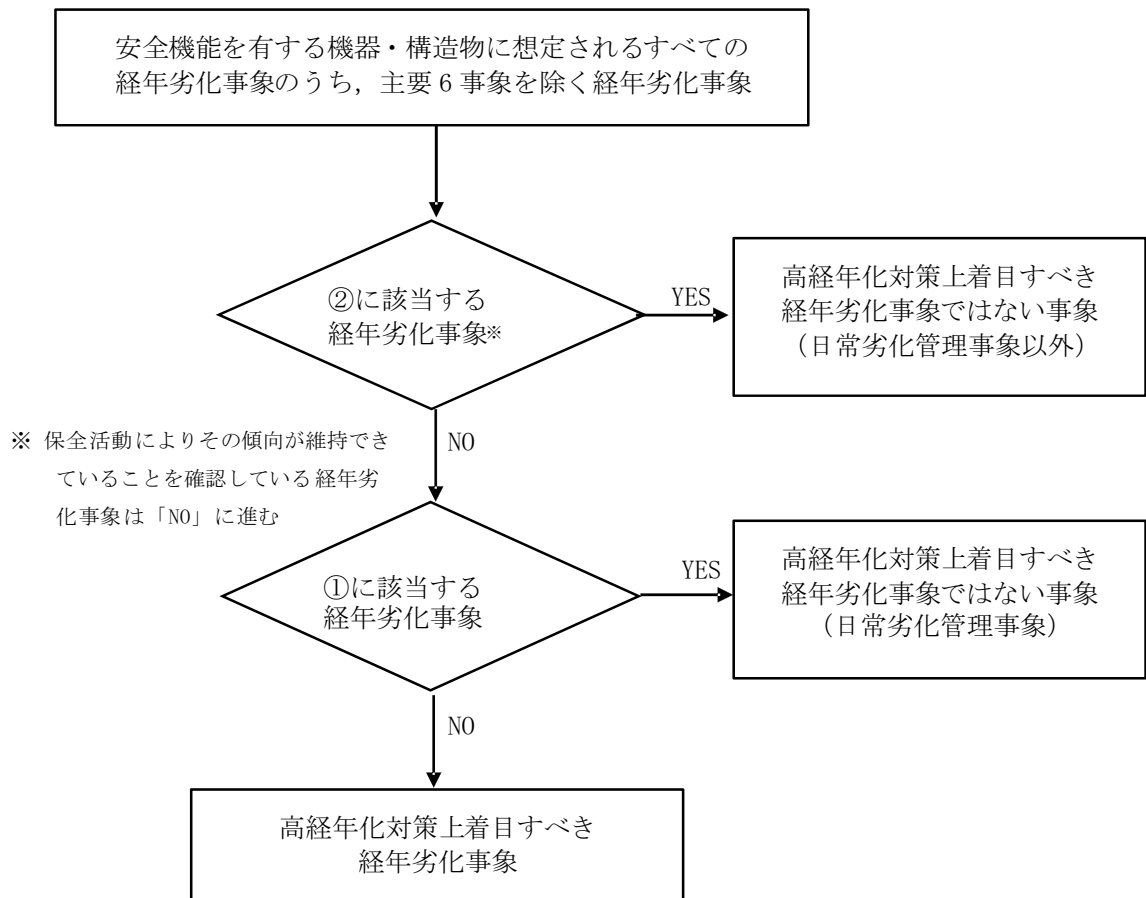 安全機能を有する機器・構造物に想定されるすべての
経年劣化事象のうち，主要6事象を除く経年劣化事象
②に該当する
経年劣化事象※
YES
高経年化対策上着目すべき
経年劣化事象ではない事象
（日常劣化管理事象以外）
※ 保全活動によりその傾向が維持でき
ていることを確認している経年劣
化事象は「NO」に進む
NO
①に該当する
経年劣化事象
YES
高経年化対策上着目すべき
経年劣化事象ではない事象
（日常劣化管理事象）
NO
高経年化対策上着目すべき
経年劣化事象